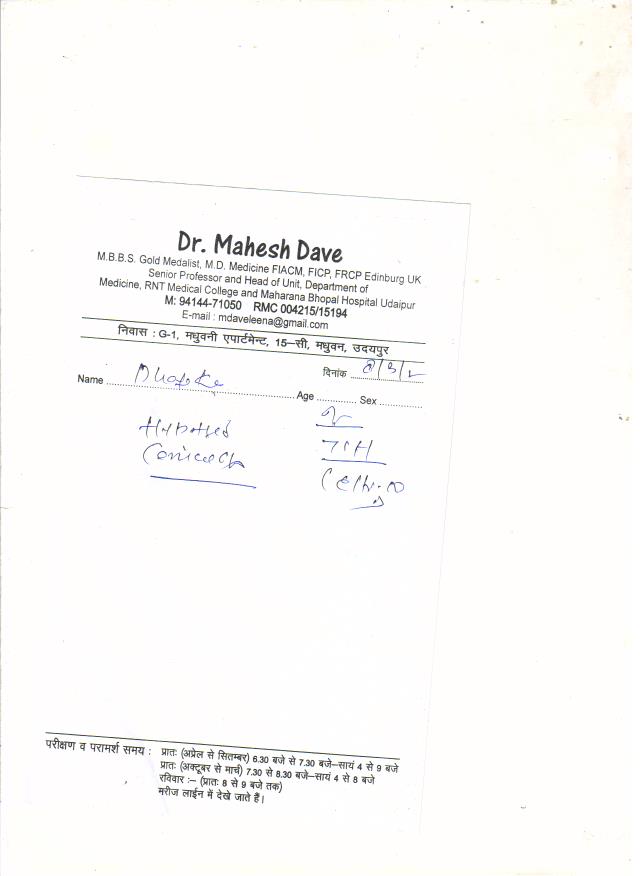 Dr. Mahesh Dave
M.B.B.S. Gold Medalist, M.D. Medicine FIACM, FICP, FRCP Edinburg UK
Senior Professor and Head of Unit, Department of
Medicine, RNT Medical College and Maharana Bhopal Hospital Udaipur
M: 94144-71050 RMC 004215/15194
E-mail : mdaveleena@gmail.com
निवास : G-1, मधुवनी एपार्टमेन्ट, 15–सी, मधुवन, उदयपुर
दिनांक
Name Age Sex
TSH
परीक्षण व परामर्श समय : प्रातः (अप्रेल से सितम्बर) 6.30 बजे से 7.30 बजे–सायं 4 से 9 बजे
प्रातः (अक्टूबर से मार्च) 7.30 से 8.30 बजे–सायं 4 से 8 बजे
रविवार :– (प्रातः 8 से 9 बजे तक)
मरीज लाईन में देखे जाते हैं।